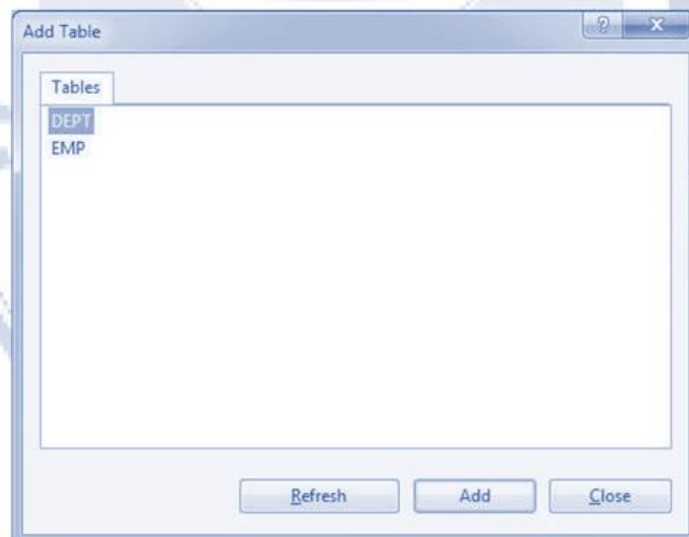 Add Table
Tables
DEPT
EMP
Refresh Add Close